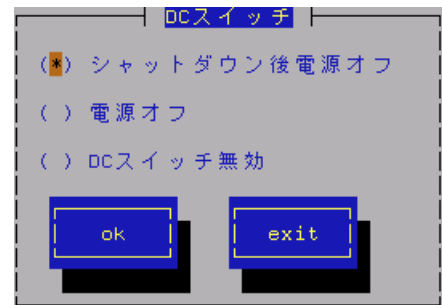 DCスイッチ
(*) シャットダウン後電源オフ
( ) 電源オフ
( ) DCスイッチ無効
ok exit